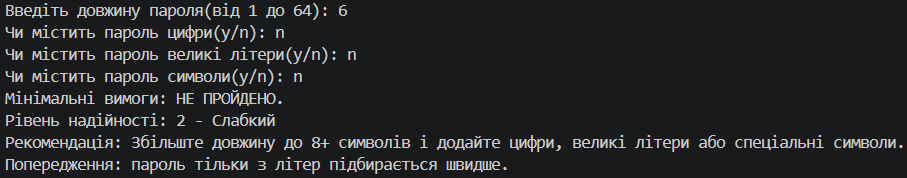 Введіть довжину пароля(від 1 до 64): 6
Чи містить пароль цифри(y/n): n
Чи містить пароль великі літери(y/n): n
Чи містить пароль символи(y/n): n
Мінімальні вимоги: НЕ ПРОЙДЕНО.
Рівень надійності: 2 - Слабкий
Рекомендація: Збільште довжину до 8+ символів і додайте цифри, великі літери або спеціальні символи.
Попередження: пароль тільки з літер підбирається швидше.